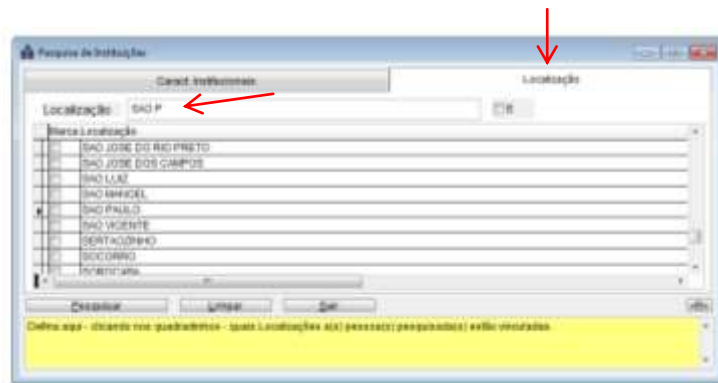 Pesquisa de Instituições
Caract. Institucionais
Localização
Localização SAO P
E
Marca Localização
SAO JOSE DO RIO PRETO
SAO JOSE DOS CAMPOS
SAO LUIZ
SAO MANOEL
SAO PAULO
SAO VICENTE
SERTAOZINHO
SOCORRO
SOROCABA
Pesquisar Limpar Sair
Defina aqui - clicando nos quadradinhos - quais Localizações a(s) pessoa(s) pesquisada(s) estão vinculadas